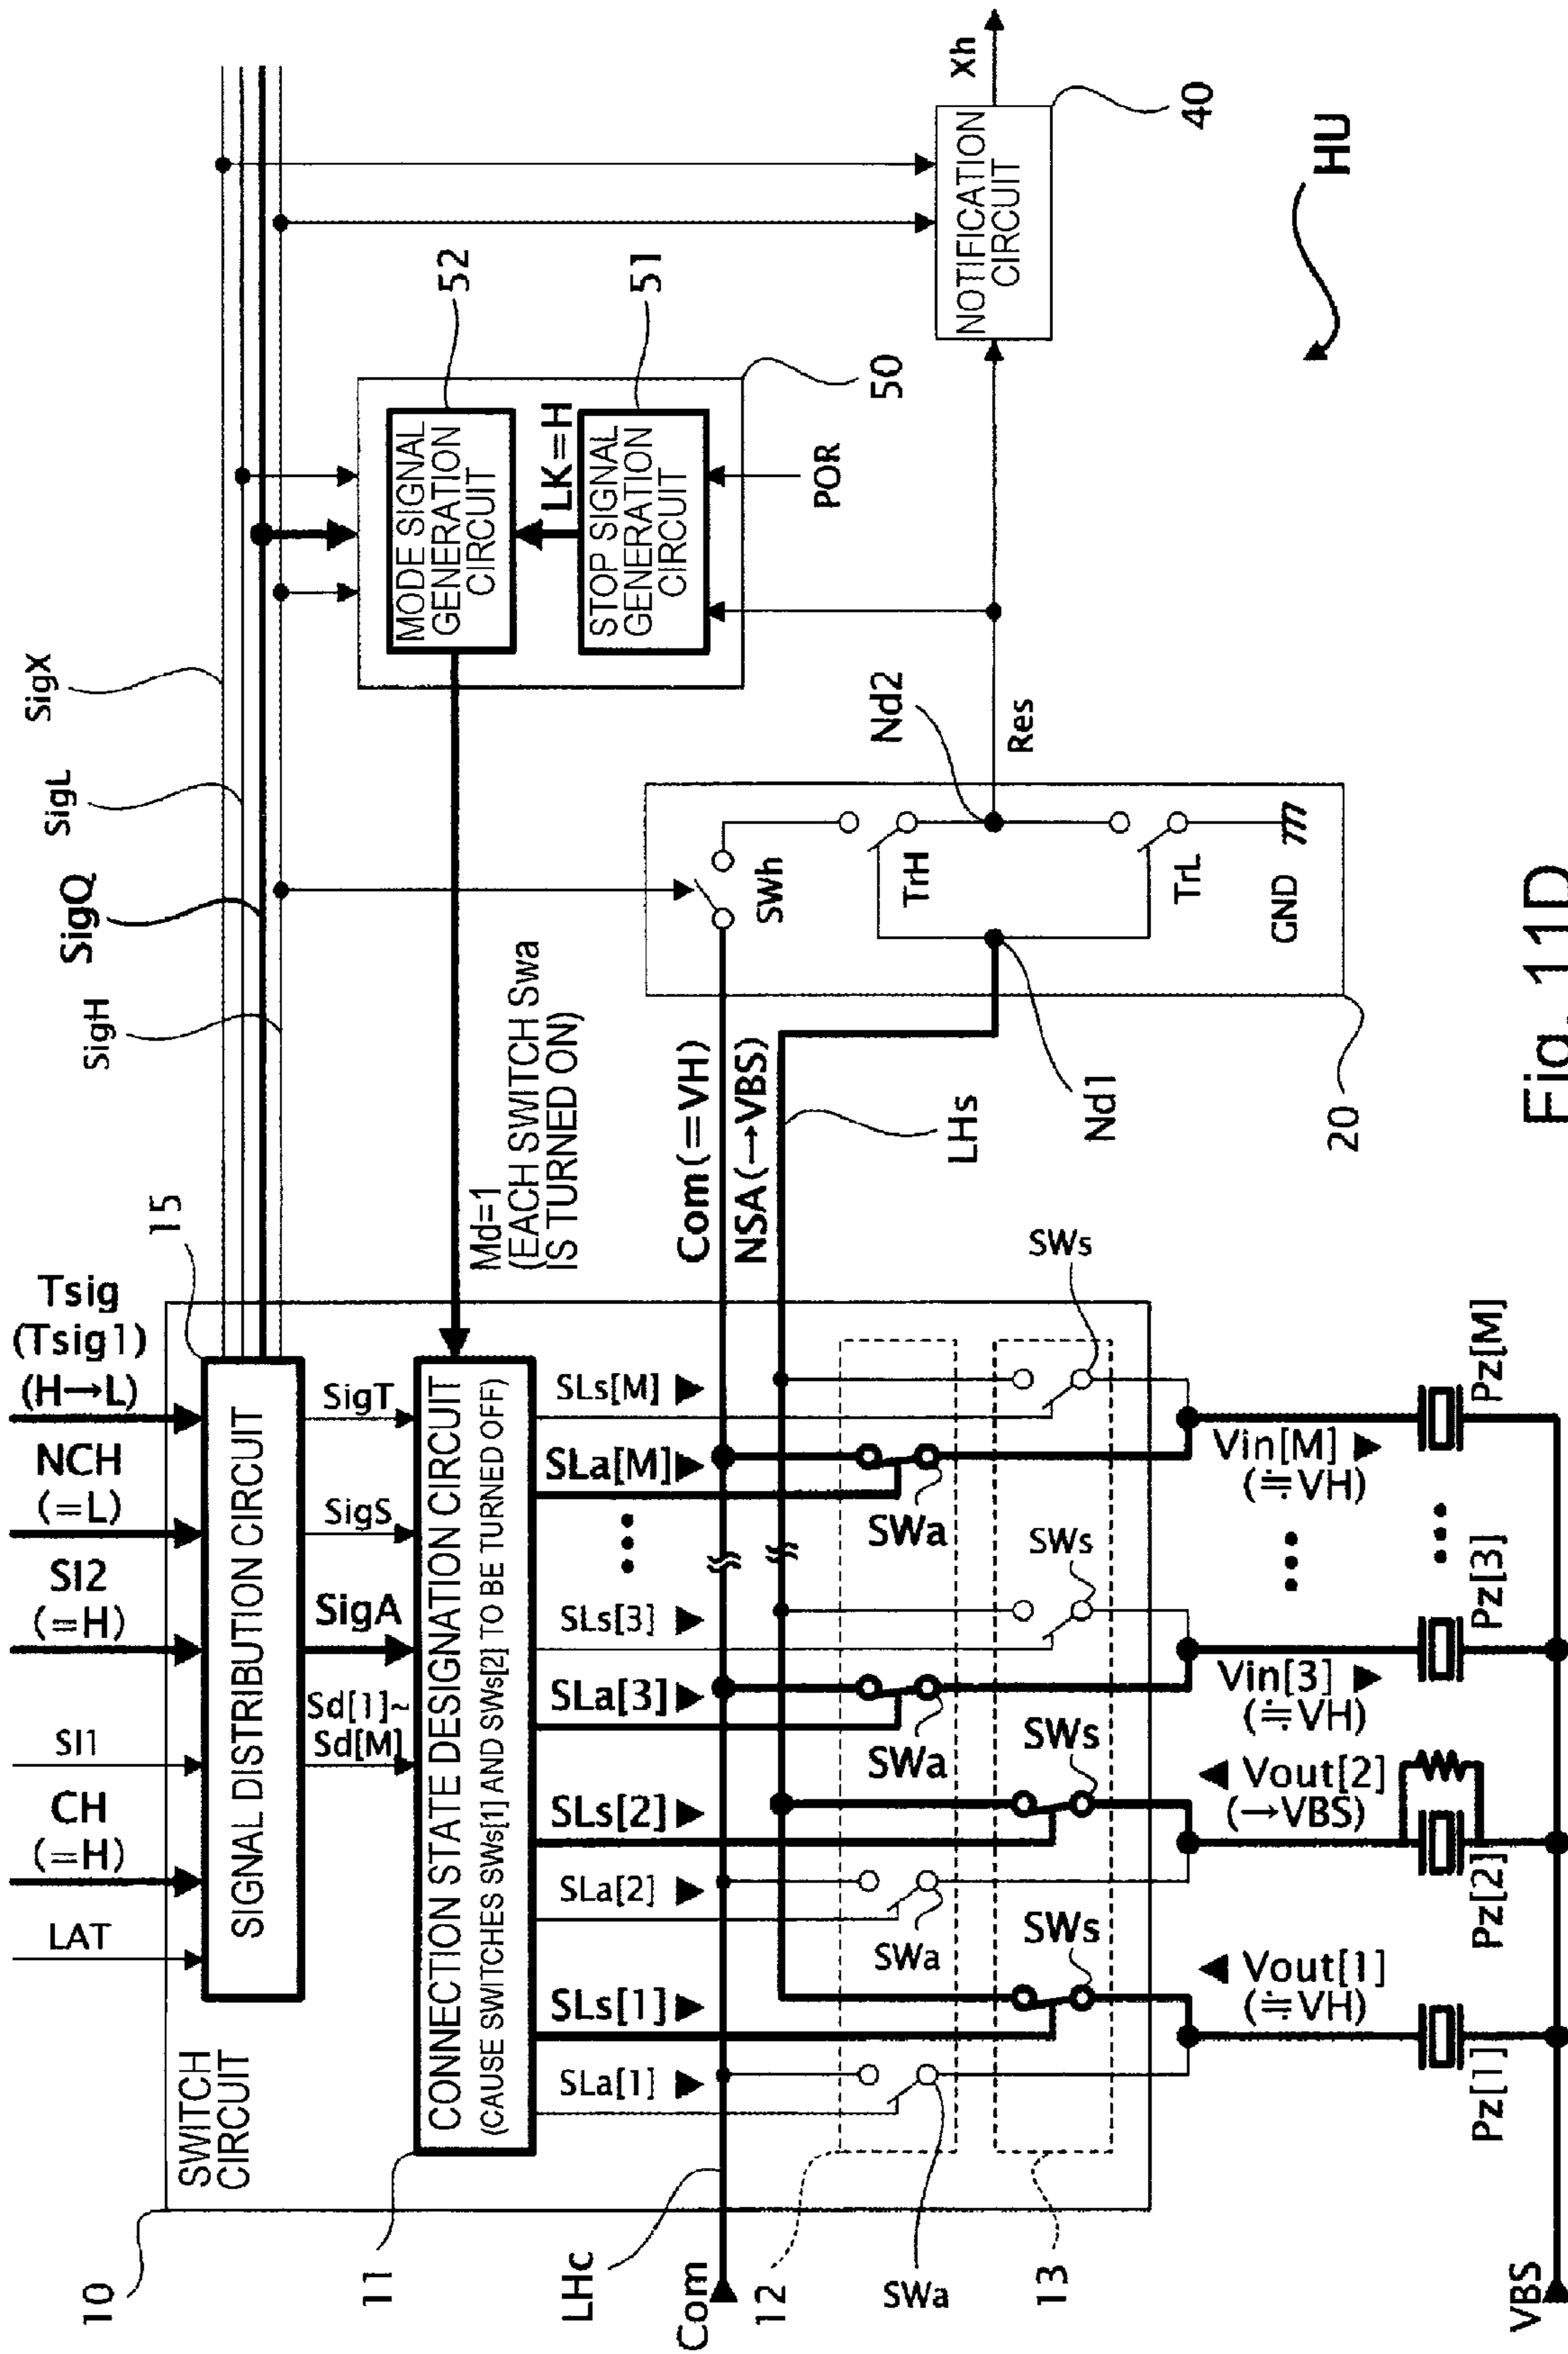 Tsig
(Tsig1)
(H→L)
NCH
(=L)
SI2
(=H)
SI1
CH
(=H)
LAT
15
SigX
SigL
SigQ
SigH
10
SWITCH
CIRCUIT
SIGNAL DISTRIBUTION CIRCUIT
SigT
SigS
SigA
Sd[1]~
Sd[M]
11
CONNECTION STATE DESIGNATION CIRCUIT
(CAUSE SWITCHES SWs[1] AND SWs[2] TO BE TURNED OFF)
Md=1
(EACH SWITCH Swa
IS TURNED ON)
MODE SIGNAL
GENERATION
CIRCUIT
52
LK=H
STOP SIGNAL
GENERATION
CIRCUIT
51
50
POR
NOTIFICATION
CIRCUIT
Xh
40
HU
SLa[1]
SLs[1]
SLa[2]
SLs[2]
SLa[3]
SLs[3]
•••
SLa[M]
SLs[M]
LHc
Com
Com(=VH)
NSA(→VBS)
LHs
SWh
TrH
TrL
GND
Nd1
Nd2
Res
20
12
13
SWa
SWa
SWa
SWa
SWs
SWs
SWs
SWs
Vout[1]
(≒VH)
Vout[2]
(→VBS)
Vin[3]
(≒VH)
•••
Vin[M]
(≒VH)
Pz[1]
Pz[2]
Pz[3]
•••
Pz[M]
VBS
Fig. 11D